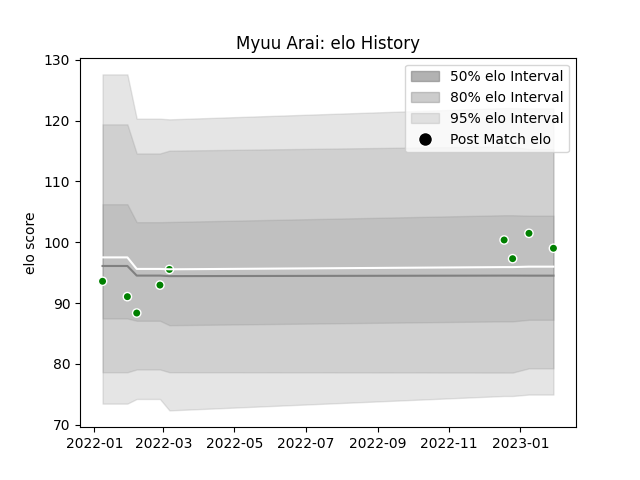 Myuu Arai: elo History
130
120
110
100
90
80
70
elo score
50% elo Interval
80% elo Interval
95% elo Interval
Post Match elo
2022-01 2022-03 2022-05 2022-07 2022-09 2022-11 2023-01